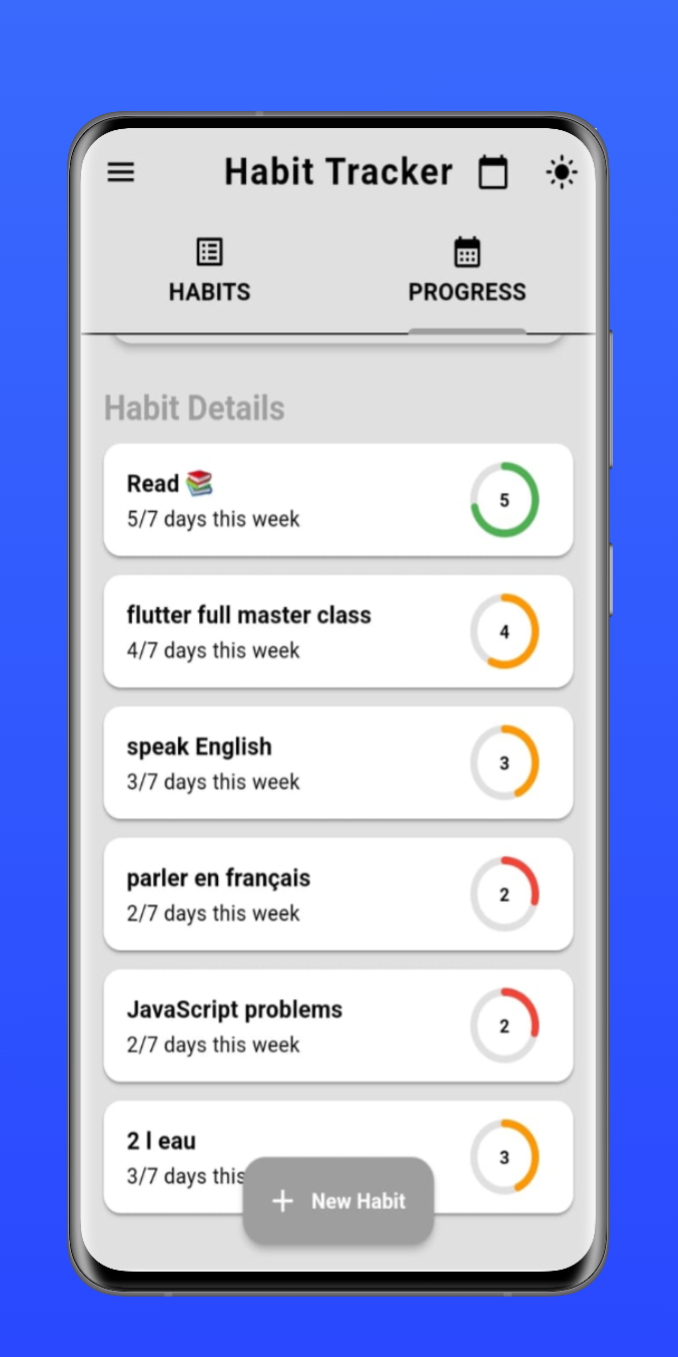 Habit Tracker
HABITS
PROGRESS
Habit Details
Read 📚
5/7 days this week
5
flutter full master class
4/7 days this week
4
speak English
3/7 days this week
3
parler en français
2/7 days this week
2
JavaScript problems
2/7 days this week
2
2 l eau
3/7 days this
3
+ New Habit